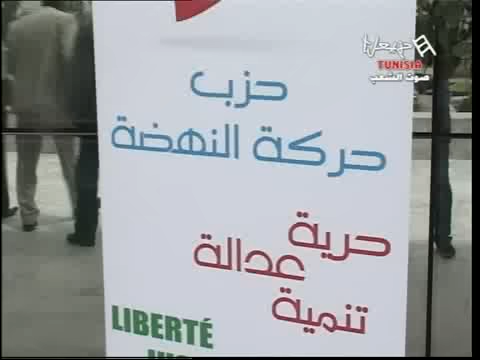 TUNISIA
صوت الشعب
حزب
حركة النهضة
حرية
عدالة
تنمية
LIBERTÉ